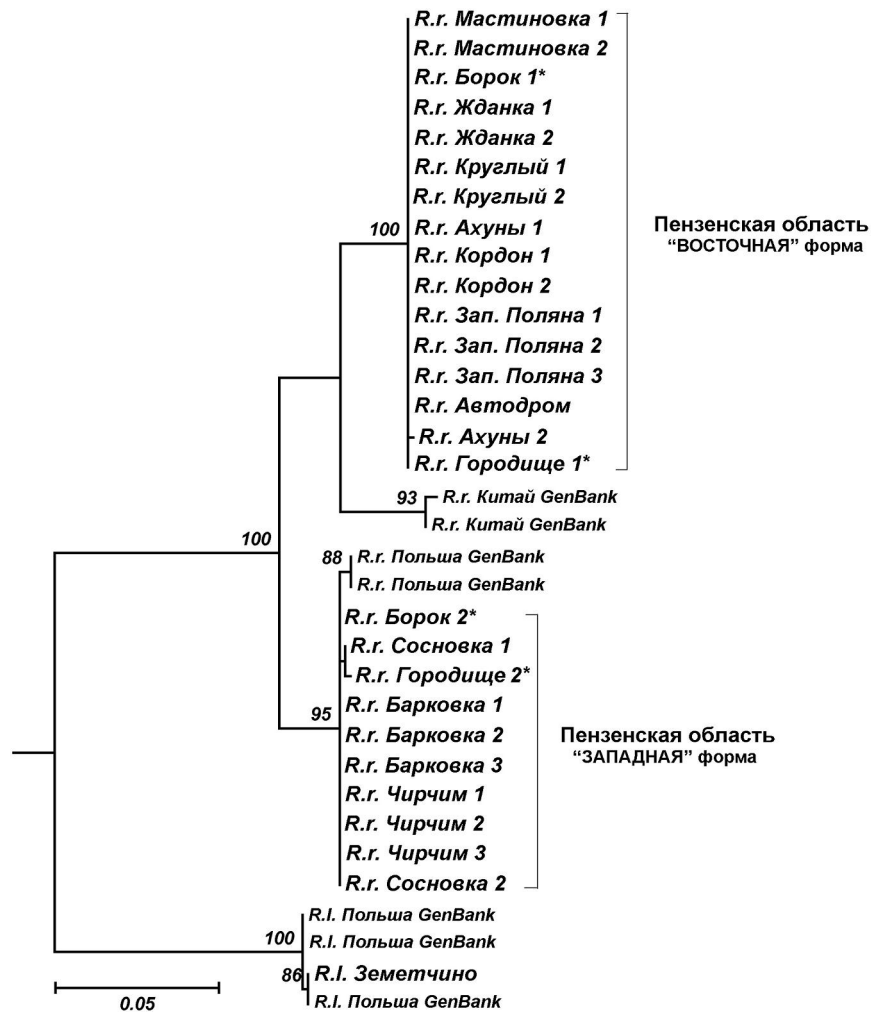 R.r. Мастиновка 1
R.r. Мастиновка 2
R.r. Борок 1*
R.r. Жданка 1
R.r. Жданка 2
R.r. Круглый 1
R.r. Круглый 2
R.r. Ахуны 1
100
R.r. Кордон 1
R.r. Кордон 2
R.r. Зап. Поляна 1
R.r. Зап. Поляна 2
R.r. Зап. Поляна 3
R.r. Автодром
R.r. Ахуны 2
R.r. Городище 1*
Пензенская область
“ВОСТОЧНАЯ” форма
93
R.r. Китай GenBank
R.r. Китай GenBank
100
88
R.r. Польша GenBank
R.r. Польша GenBank
R.r. Борок 2*
R.r. Сосновка 1
R.r. Городище 2*
R.r. Барковка 1
95
R.r. Барковка 2
R.r. Барковка 3
R.r. Чирчим 1
R.r. Чирчим 2
R.r. Чирчим 3
R.r. Сосновка 2
Пензенская область
“ЗАПАДНАЯ” форма
R.l. Польша GenBank
100
R.l. Польша GenBank
86
R.l. Земетчино
R.l. Польша GenBank
0.05